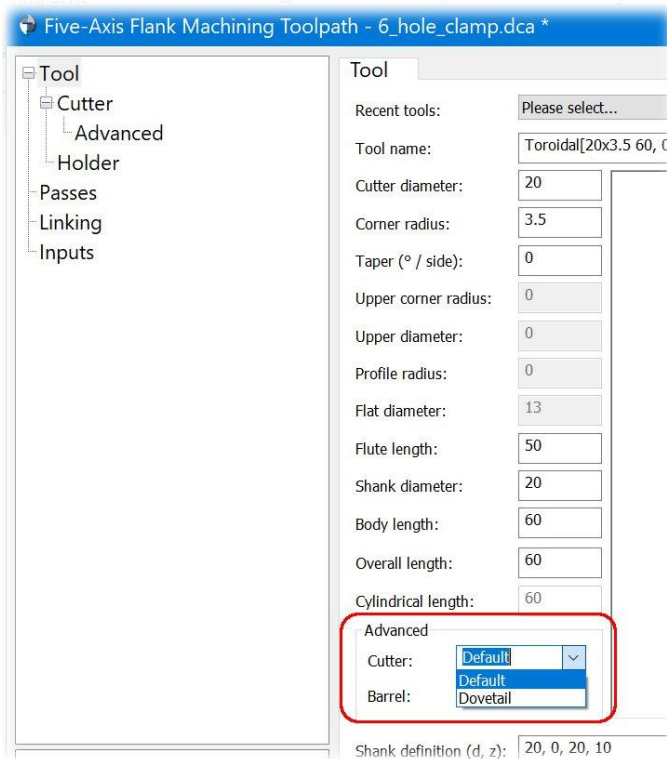 Five-Axis Flank Machining Toolpath - 6_hole_clamp.dca *
Tool
Cutter
Advanced
Holder
Passes
Linking
Inputs
Tool
Recent tools: Please select...
Tool name: Toroidal[20x3.5 60,
Cutter diameter: 20
Corner radius: 3.5
Taper (° / side): 0
Upper corner radius: 0
Upper diameter: 0
Profile radius: 0
Flat diameter: 13
Flute length: 50
Shank diameter: 20
Body length: 60
Overall length: 60
Cylindrical length: 60
Advanced
Cutter: Default
Default
Barrel: Dovetail
Shank definition (d, z): 20, 0, 20, 10